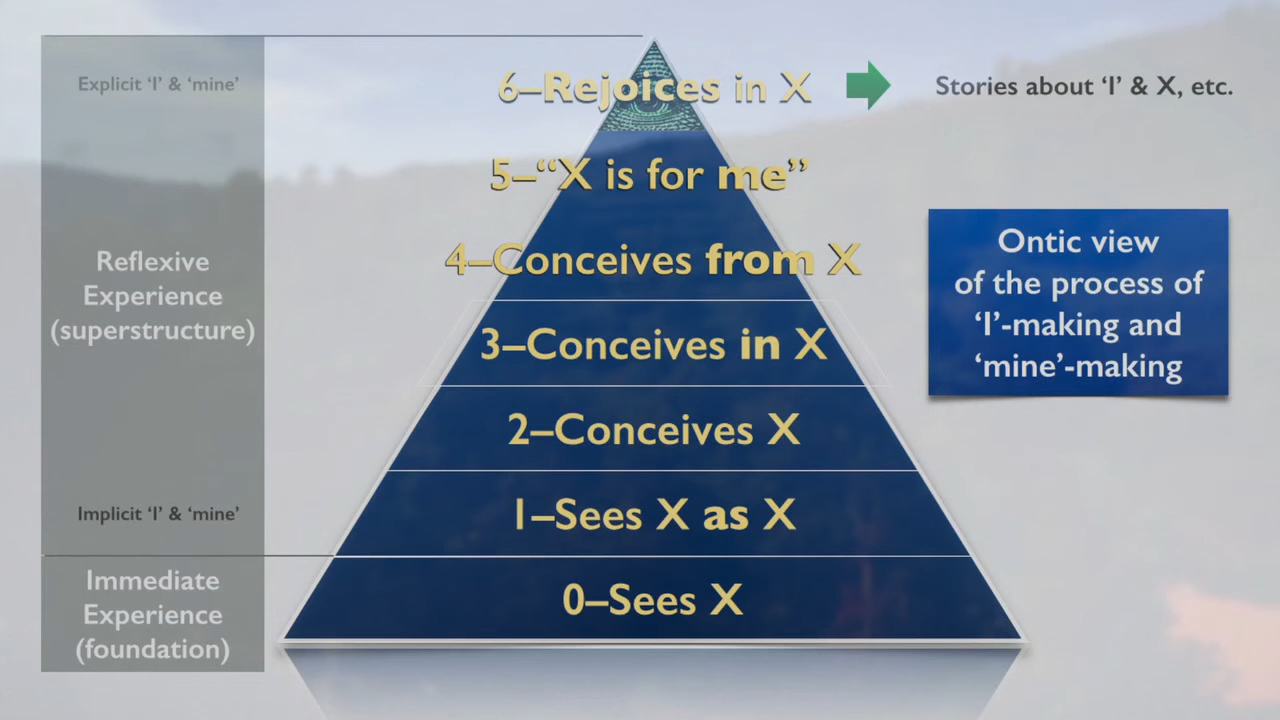 Explicit ‘I’ & ‘mine’
6–Rejoices in X
Stories about ‘I’ & X, etc.
5–“X is for me”
4–Conceives from X
3–Conceives in X
2–Conceives X
1–Sees X as X
0–Sees X
Reflexive
Experience
(superstructure)
Implicit ‘I’ & ‘mine’
Immediate
Experience
(foundation)
Ontic view
of the process of
‘I’-making and
‘mine’-making